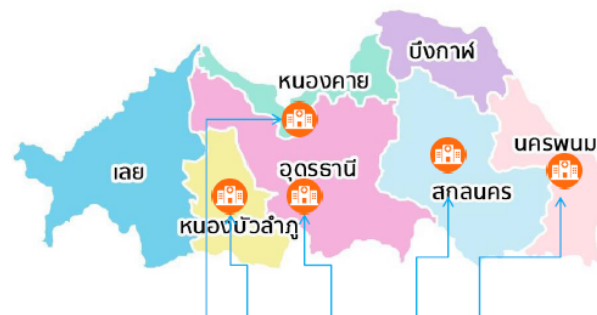 บึงกาฬ
หนองคาย
นครพนม
เลย
อุดรธานี
สกลนคร
หนองบัวลำภู